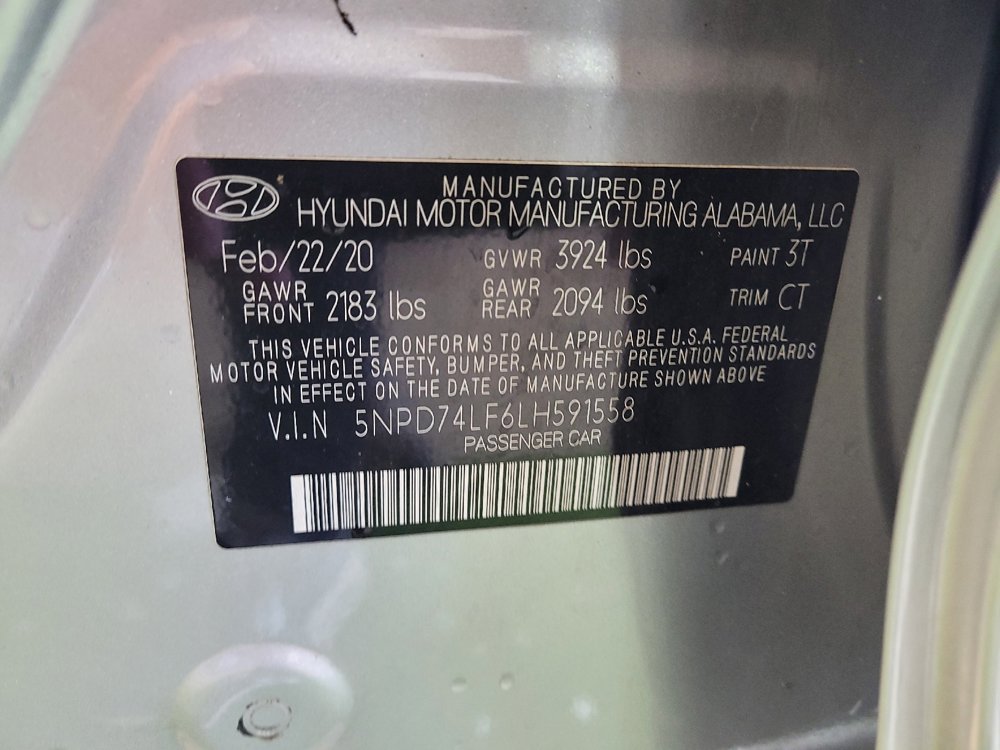 MANUFACTURED BY
HYUNDAI MOTOR MANUFACTURING ALABAMA, LLC
Feb/22/20 GVWR 3924 lbs PAINT 3T
GAWR FRONT 2183 lbs GAWR REAR 2094 lbs TRIM CT
THIS VEHICLE CONFORMS TO ALL APPLICABLE U.S.A. FEDERAL
MOTOR VEHICLE SAFETY, BUMPER, AND THEFT PREVENTION STANDARDS
IN EFFECT ON THE DATE OF MANUFACTURE SHOWN ABOVE
V.I.N 5NPD74LF6LH591558
PASSENGER CAR